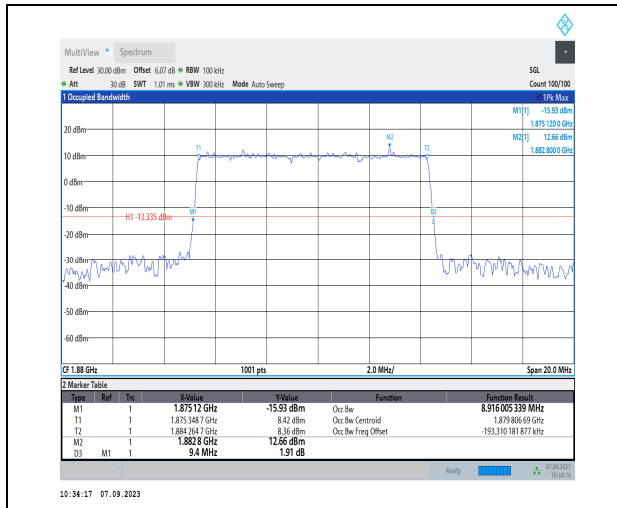 MultiView Spectrum
Ref Level 30.00 dBm Offset 6.07 dB RBW 100 kHz SGL
Att 30 dB SWT 1.01 ms VBW 300 kHz Mode Auto Sweep Count 100/100
1 Occupied Bandwidth 1Pk Max
M1[1] -15.93 dBm
1.875 120 0 GHz
M2[1] 12.66 dBm
1.882 800 0 GHz
20 dBm
M2
T1 T2
10 dBm
0 dBm
-10 dBm
M1 D3
H1 -13.335 dBm
-20 dBm
-30 dBm
-40 dBm
-50 dBm
-60 dBm
CF 1.88 GHz 1001 pts 2.0 MHz/ Span 20.0 MHz
2 Marker Table
Type Ref Trc X-Value Y-Value Function Function Result
M1 1 1.87512 GHz -15.93 dBm Occ Bw 8.916 005 339 MHz
T1 1 1.875 348 7 GHz 8.42 dBm Occ Bw Centroid 1.879 806 69 GHz
T2 1 1.884 264 7 GHz 8.36 dBm Occ Bw Freq Offset -193.310 181 877 kHz
M2 1 1.8828 GHz 12.66 dBm
D3 M1 1 9.4 MHz 1.91 dB
Ready 07.09.2023
10:34:16
10:34:17 07.09.2023